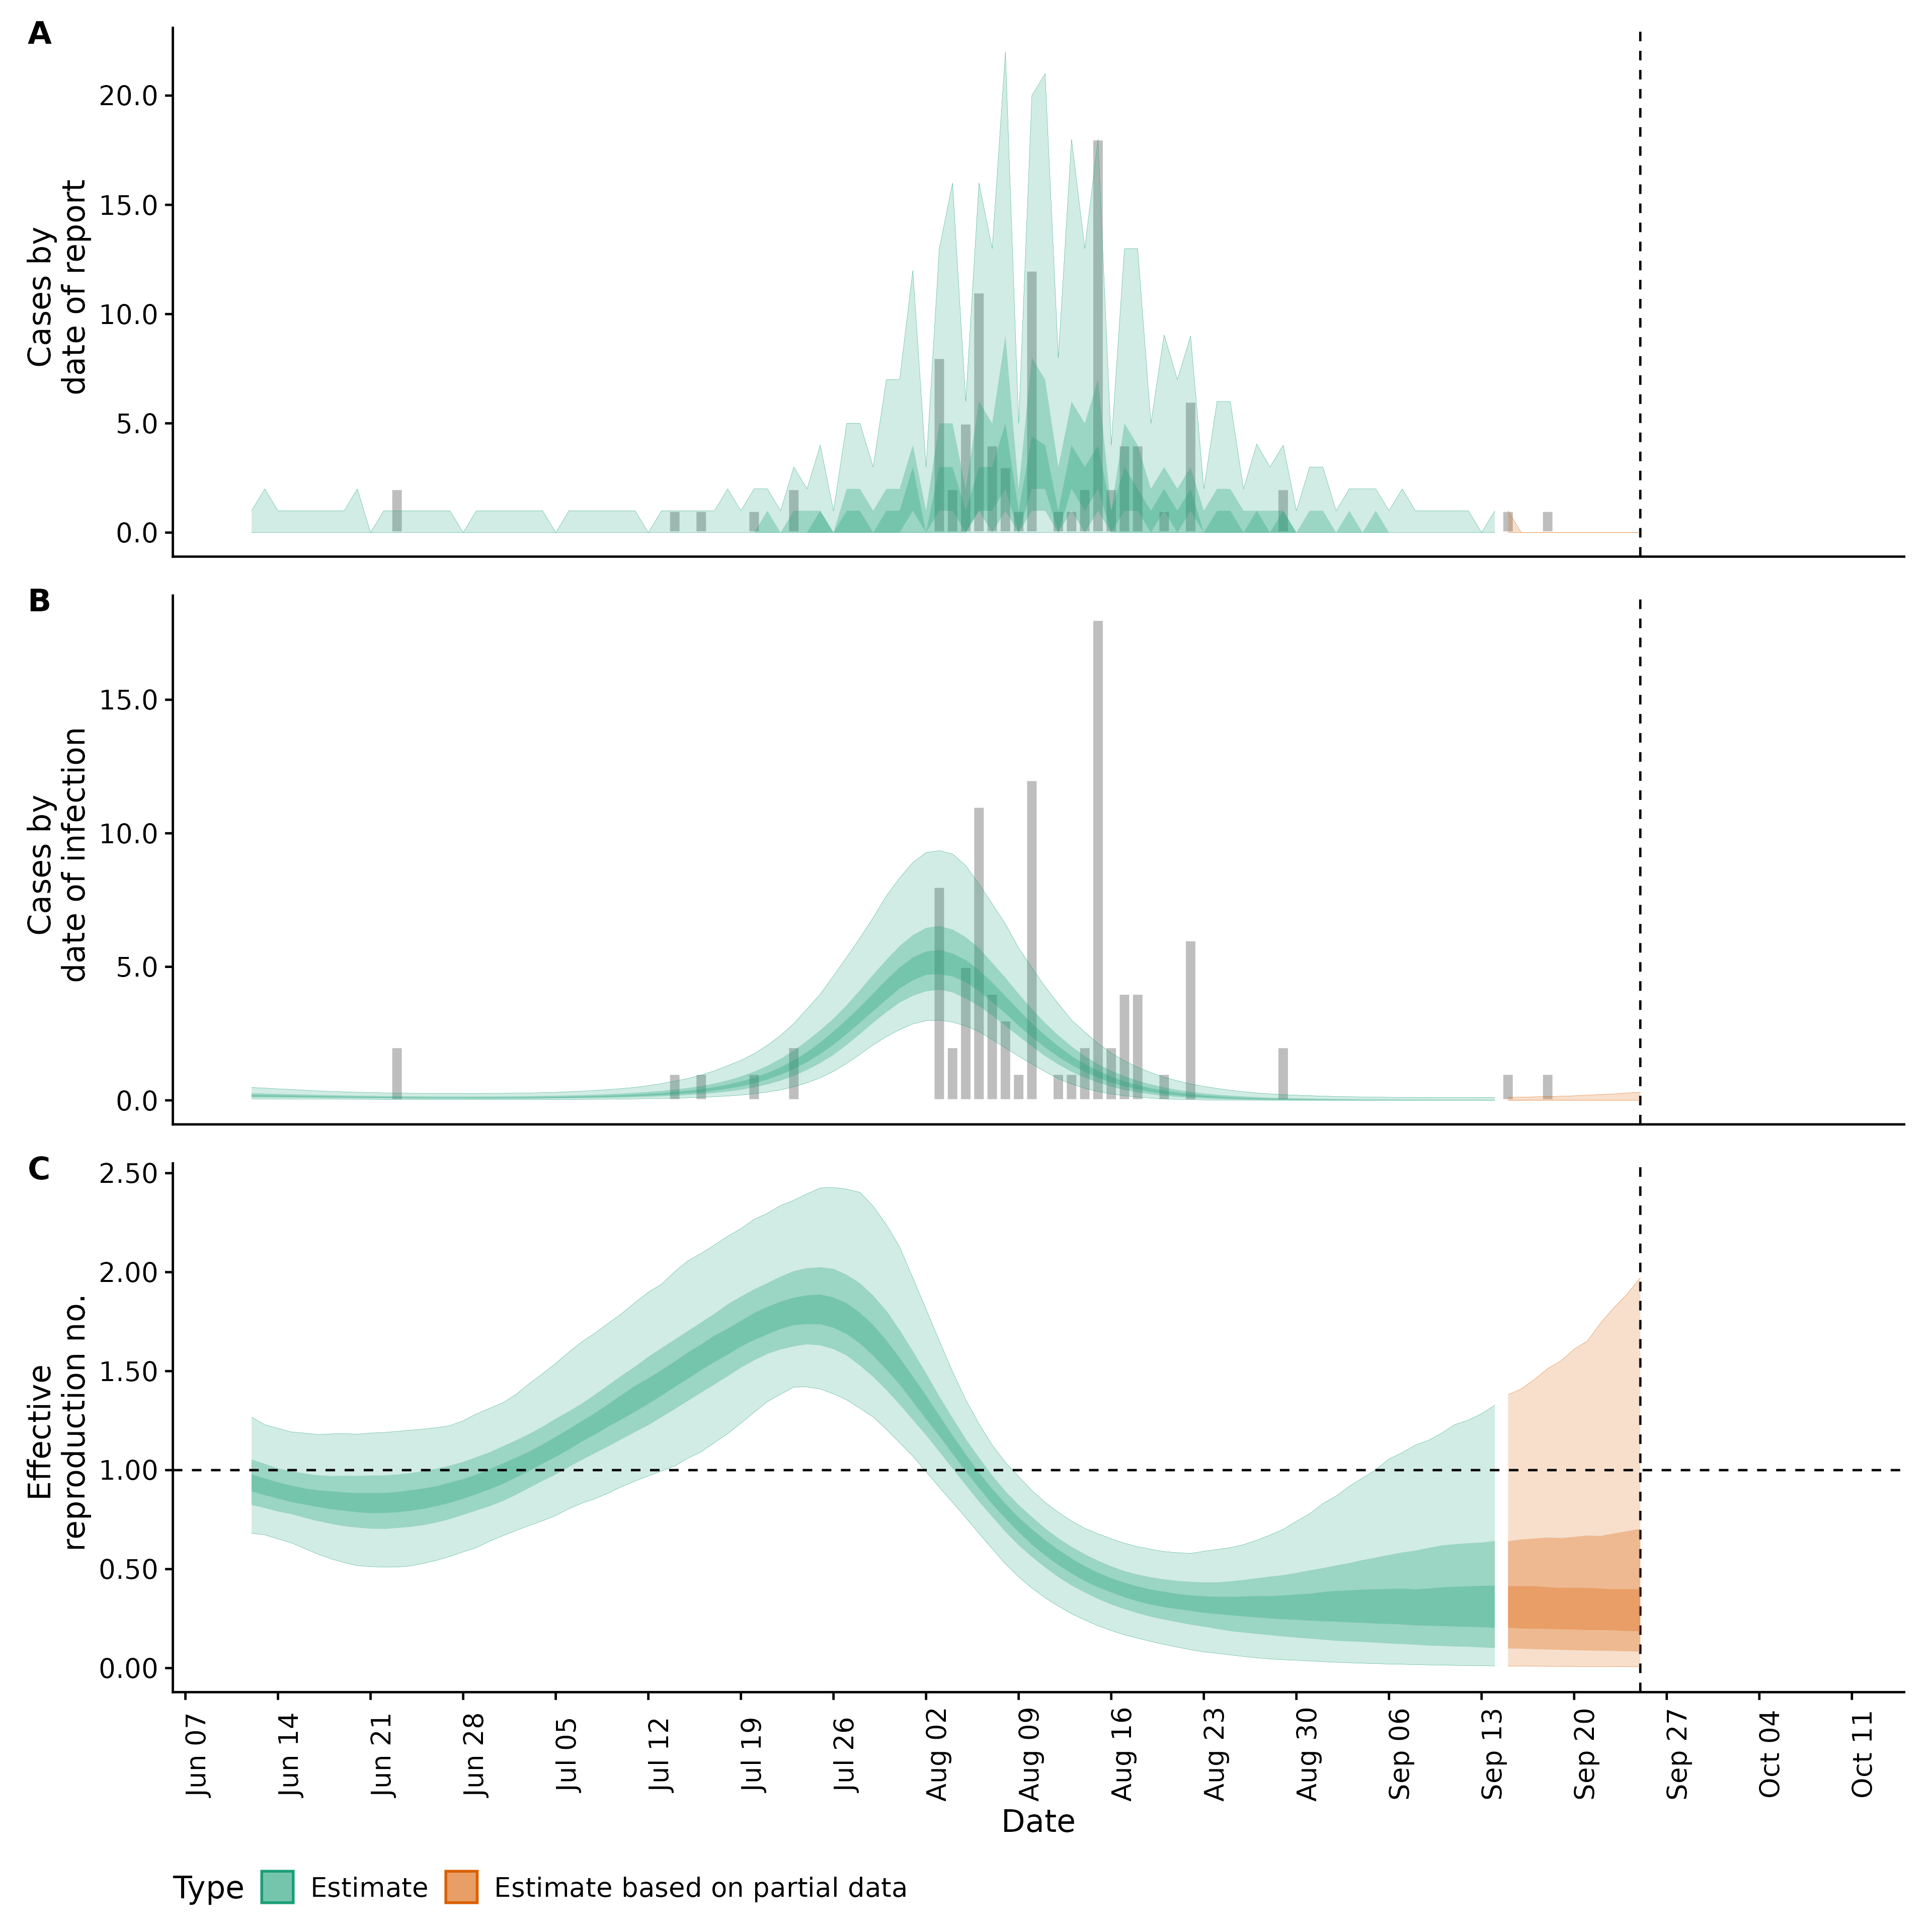 A
Cases by
date of report
20.0
15.0
10.0
5.0
0.0
B
Cases by
date of infection
15.0
10.0
5.0
0.0
C
Effective
reproduction no.
2.50
2.00
1.50
1.00
0.50
0.00
Jun 07
Jun 14
Jun 21
Jun 28
Jul 05
Jul 12
Jul 19
Jul 26
Aug 02
Aug 09
Aug 16
Aug 23
Aug 30
Sep 06
Sep 13
Sep 20
Sep 27
Oct 04
Oct 11
Date
Type
Estimate
Estimate based on partial data